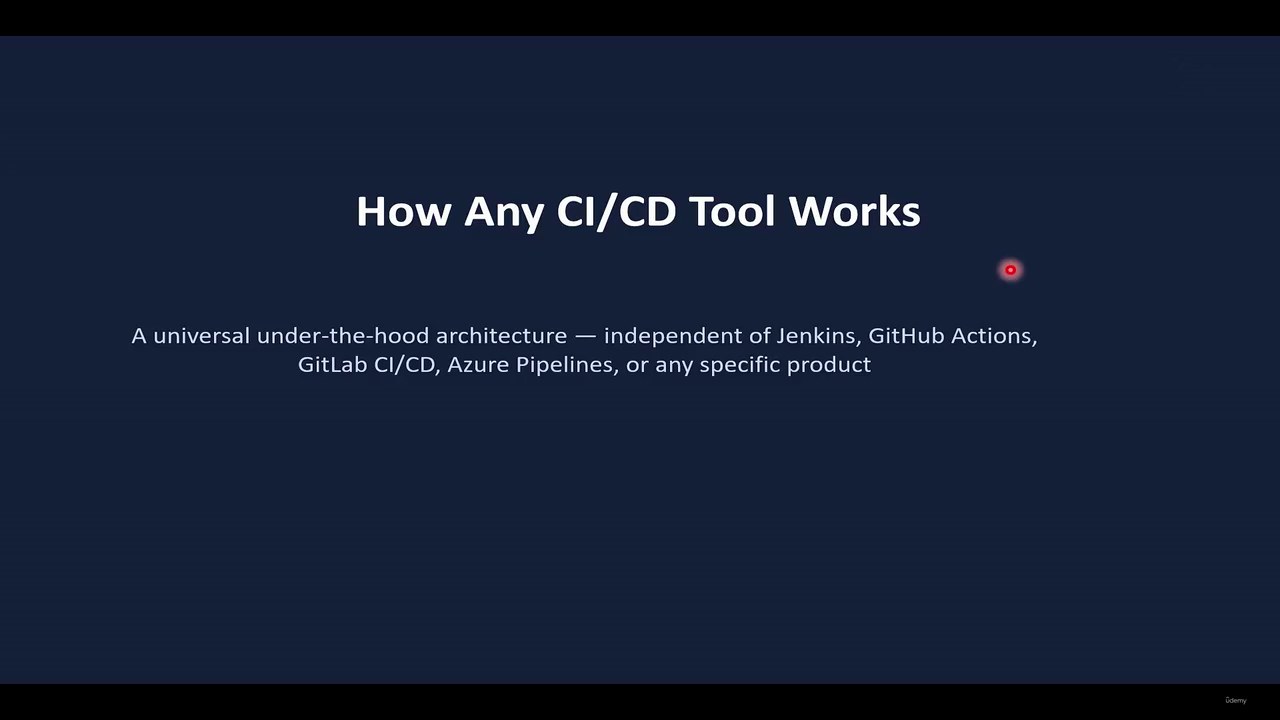 How Any CI/CD Tool Works
A universal under-the-hood architecture — independent of Jenkins, GitHub Actions,
GitLab CI/CD, Azure Pipelines, or any specific product
ûdemy